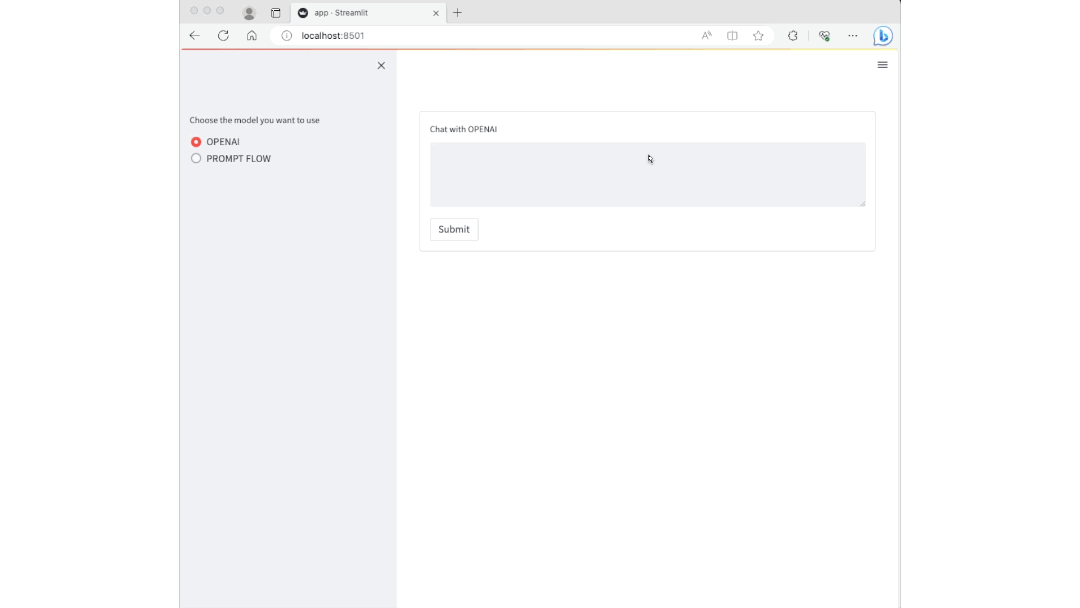 app - Streamlit
localhost:8501
Choose the model you want to use
OPENAI
PROMPT FLOW
Chat with OPENAI
Submit